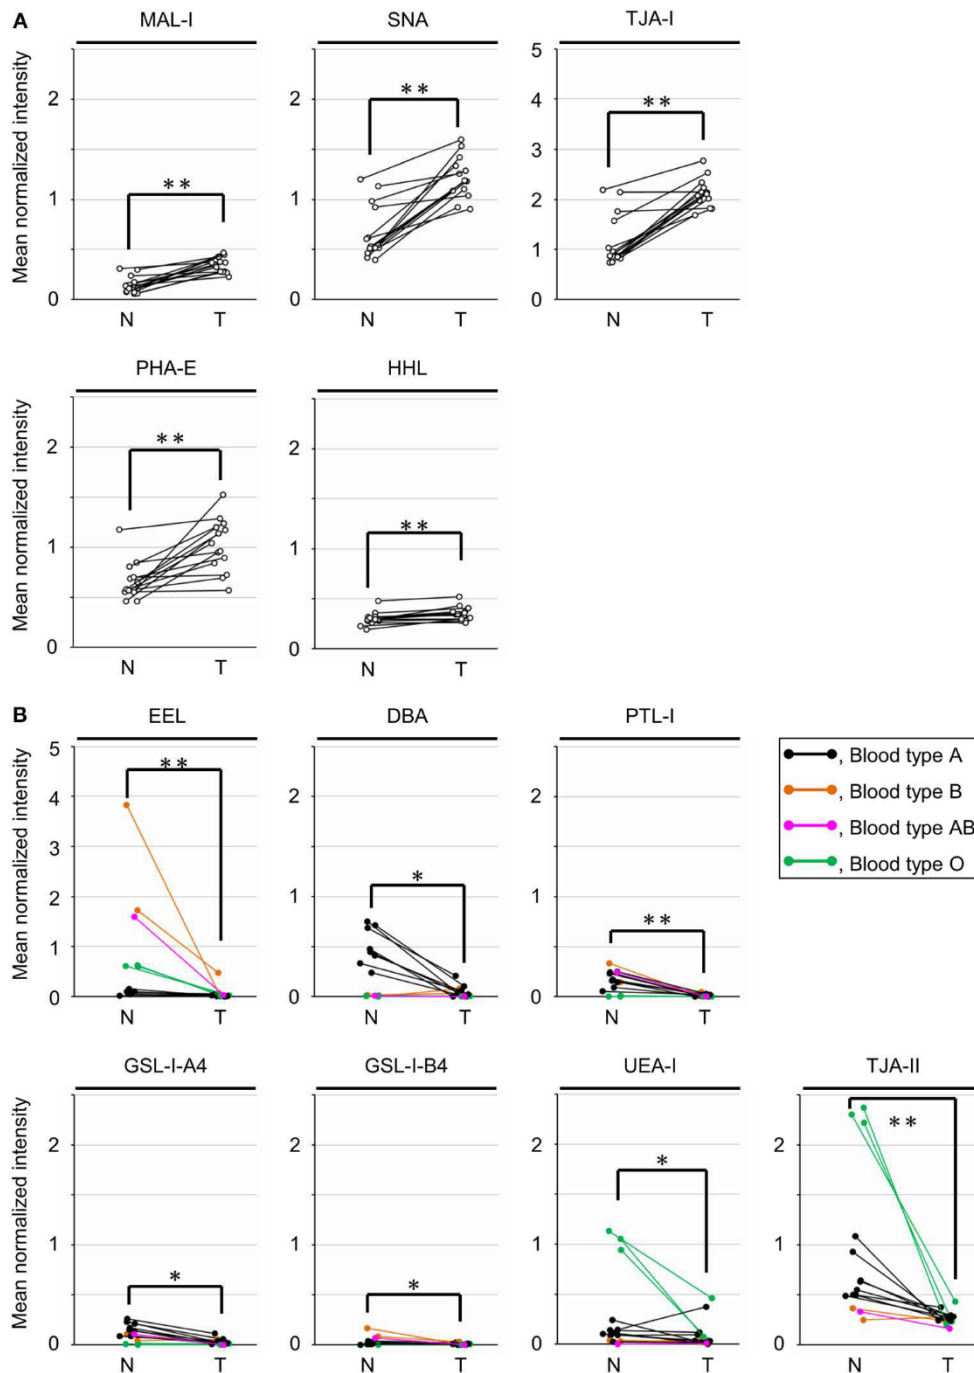 A
MAL-I SNA TJA-I
Mean normalized intensity
2 2 5
4
3
1 1 2
1
0 0 0
N T N T N T
PHA-E HHL
Mean normalized intensity
2 2
1 1
0 0
N T N T
** ** **
** **
B
EEL DBA PTL-I
Mean normalized intensity
5
4 2 2
3
2 1 1
1
0 0 0
N T N T N T
** * **
, Blood type A
, Blood type B
, Blood type AB
, Blood type O
GSL-I-A4 GSL-I-B4 UEA-I TJA-II
Mean normalized intensity
2 2 2 2
1 1 1 1
0 0 0 0
N T N T N T N T
* * * **